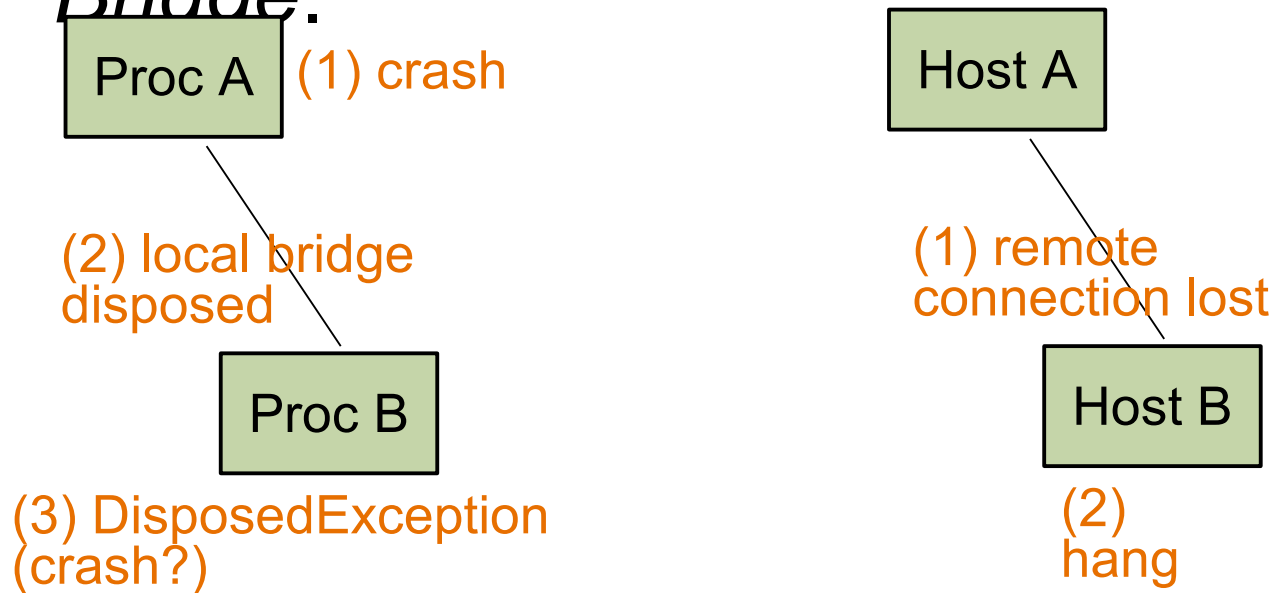 Bridge.
Proc A
(1) crash
Host A
(2) local bridge
disposed
(1) remote
connection lost
Proc B
Host B
(3) DisposedException
(crash?)
(2)
hang